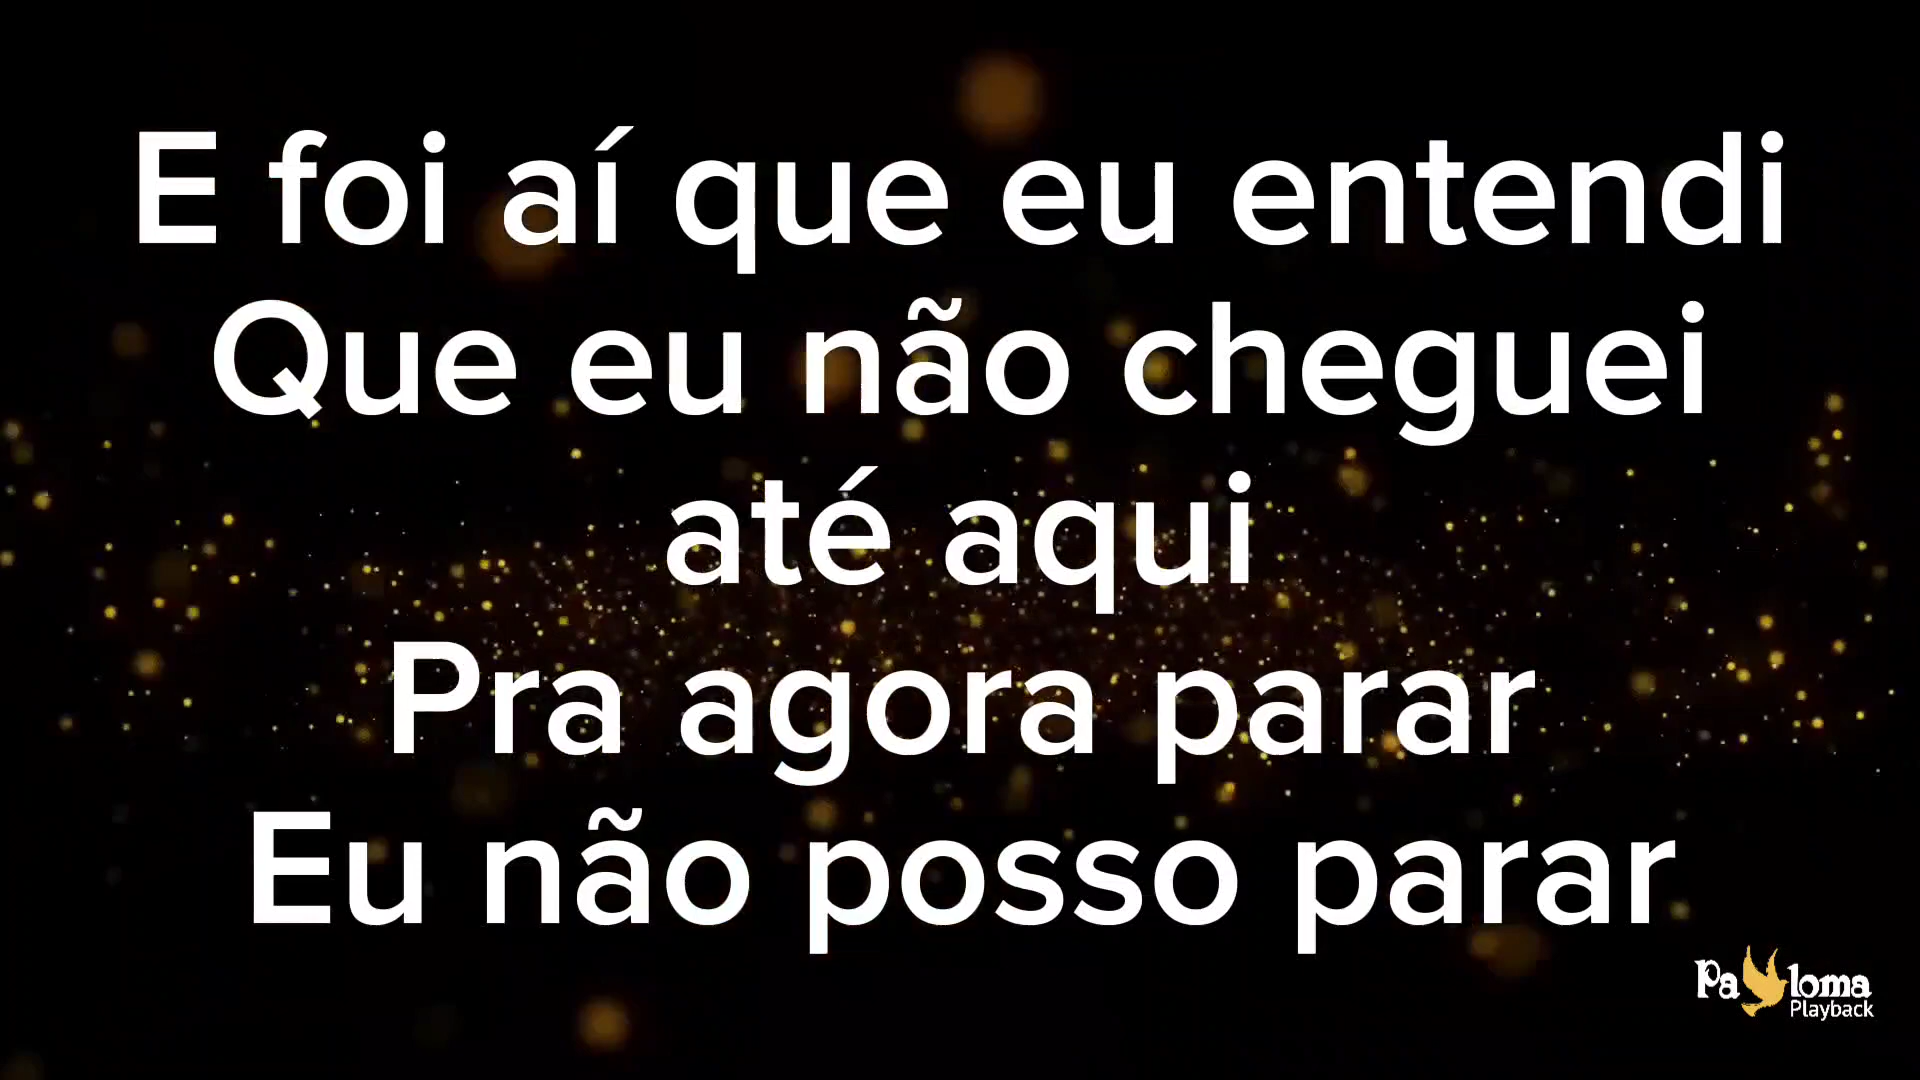 E foi aí que eu entendi
Que eu não cheguei
até aqui
Pra agora parar
Eu não posso parar
Paloma
Playback